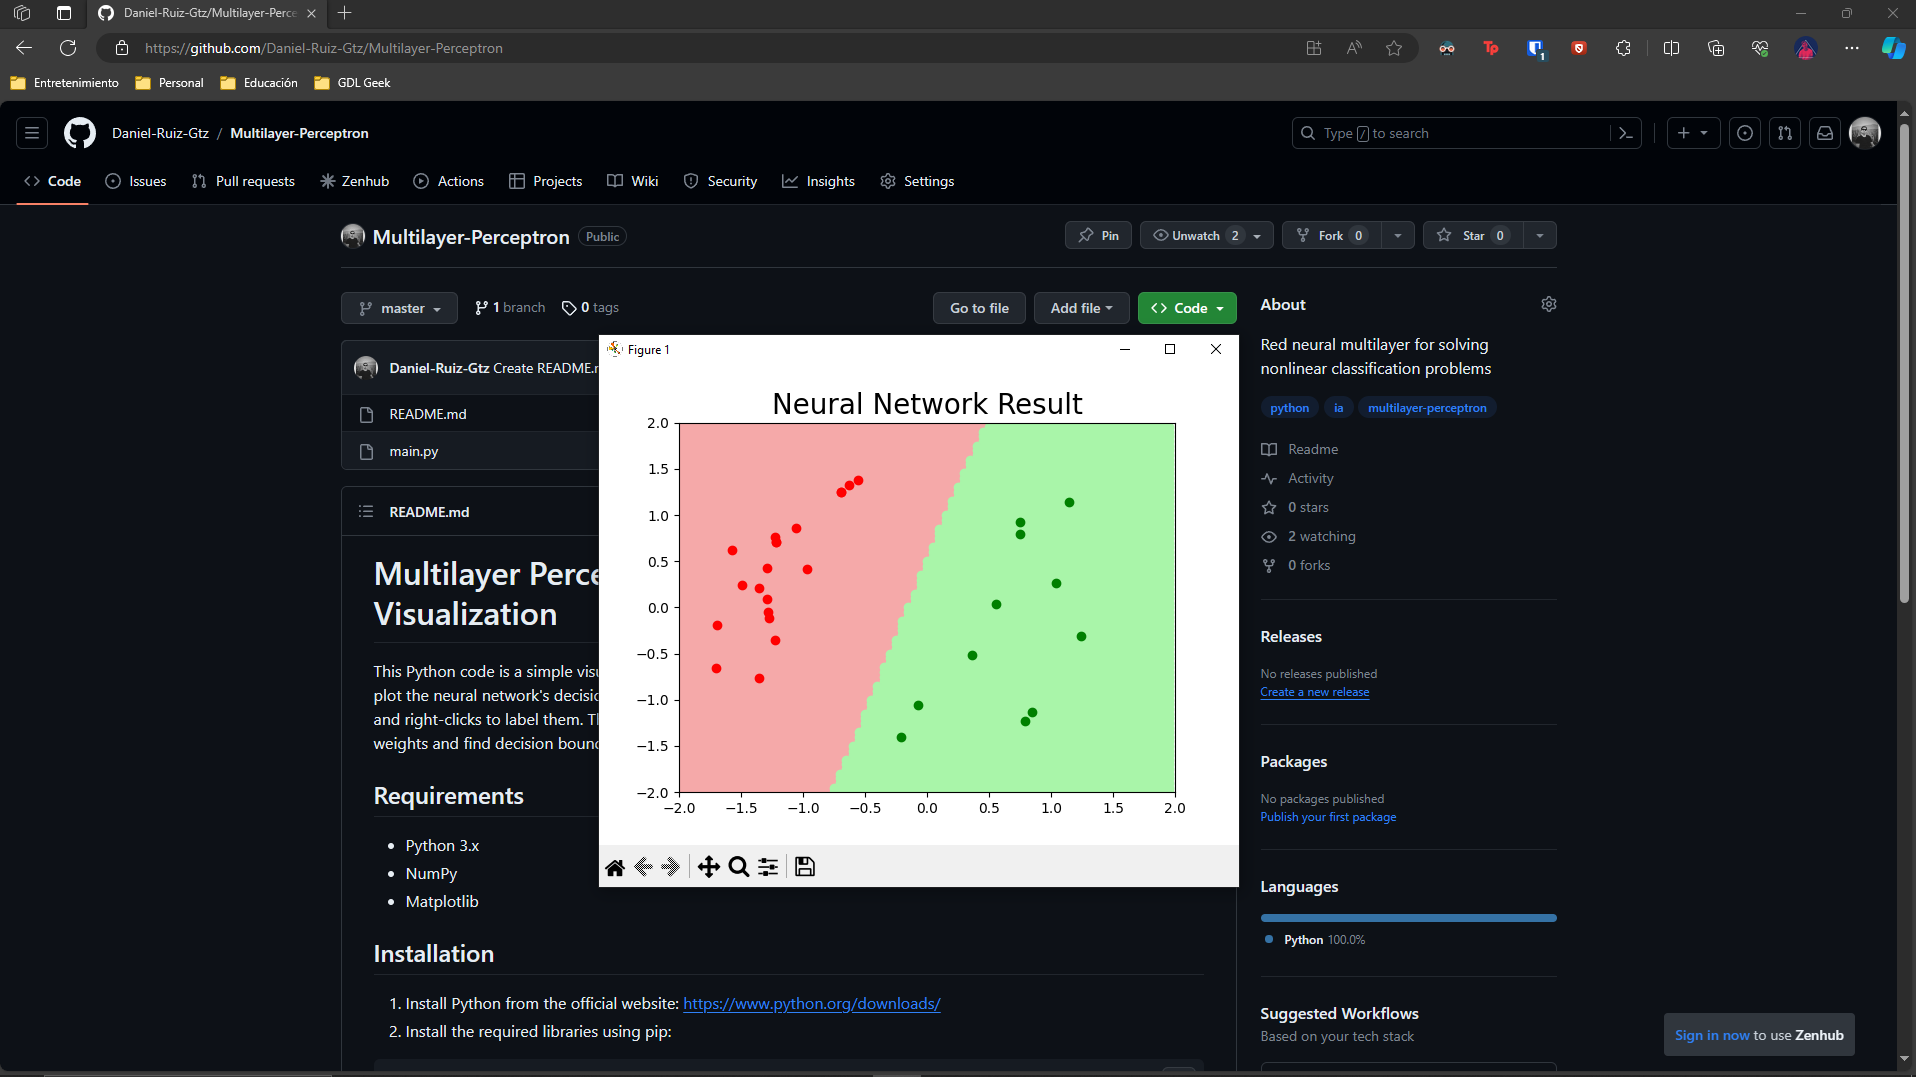 Daniel-Ruiz-Gtz/Multilayer-Perce
https://github.com/Daniel-Ruiz-Gtz/Multilayer-Perceptron
Tp
1
Entretenimiento Personal Educación GDL Geek
Daniel-Ruiz-Gtz / Multilayer-Perceptron
Type / to search
Code Issues Pull requests Zenhub Actions Projects Wiki Security Insights Settings
Multilayer-Perceptron Public
Pin Unwatch 2 Fork 0 Star 0
master 1 branch 0 tags
Go to file Add file Code
Daniel-Ruiz-Gtz Create README.r
README.md
main.py
README.md
Multilayer Perce
Visualization
This Python code is a simple visu
plot the neural network's decisic
and right-clicks to label them. Tl
weights and find decision bounc
Requirements
Python 3.x
NumPy
Matplotlib
Installation
1. Install Python from the official website: https://www.python.org/downloads/
2. Install the required libraries using pip:
Figure 1
Neural Network Result
2.0
1.5
1.0
0.5
0.0
−0.5
−1.0
−1.5
−2.0
−2.0 −1.5 −1.0 −0.5 0.0 0.5 1.0 1.5 2.0
About
Red neural multilayer for solving
nonlinear classification problems
python ia multilayer-perceptron
Readme
Activity
0 stars
2 watching
0 forks
Releases
No releases published
Create a new release
Packages
No packages published
Publish your first package
Languages
Python 100.0%
Suggested Workflows
Based on your tech stack
Sign in now to use Zenhub